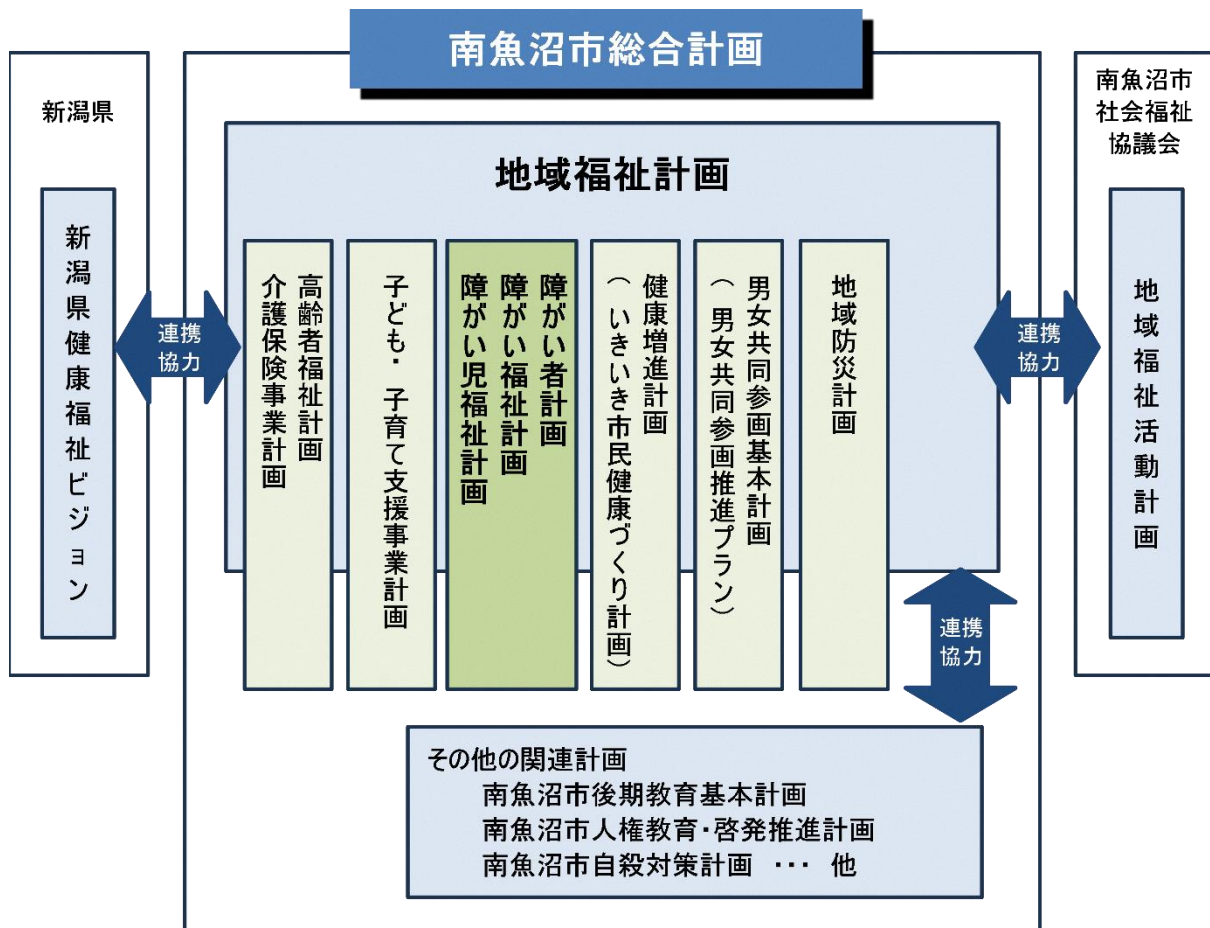 南魚沼市総合計画
新潟県
新潟県健康福祉ビジョン
連携
協力
地域福祉計画
高齢者福祉計画
介護保険事業計画
子ども・子育て支援事業計画
障がい者計画
障がい福祉計画
障がい児福祉計画
健康増進計画
(いきいき市民健康づくり計画)
男女共同参画基本計画
(男女共同参画推進プラン)
地域防災計画
連携
協力
南魚沼市
社会福祉
協議会
地域福祉活動計画
連携
協力
その他の関連計画
南魚沼市後期教育基本計画
南魚沼市人権教育・啓発推進計画
南魚沼市自殺対策計画 ・・・ 他